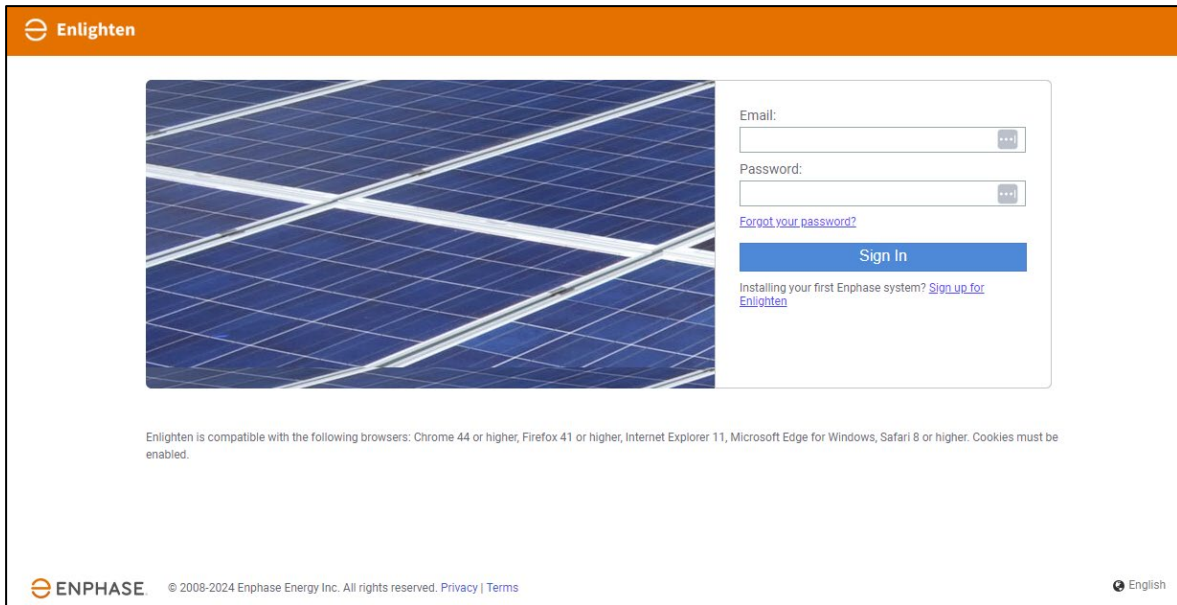 Enlighten
Email:
Password:
Forgot your password?
Sign In
Installing your first Enphase system? Sign up for
Enlighten
Enlighten is compatible with the following browsers: Chrome 44 or higher, Firefox 41 or higher, Internet Explorer 11, Microsoft Edge for Windows, Safari 8 or higher. Cookies must be
enabled.
ENPHASE. © 2008-2024 Enphase Energy Inc. All rights reserved. Privacy | Terms English